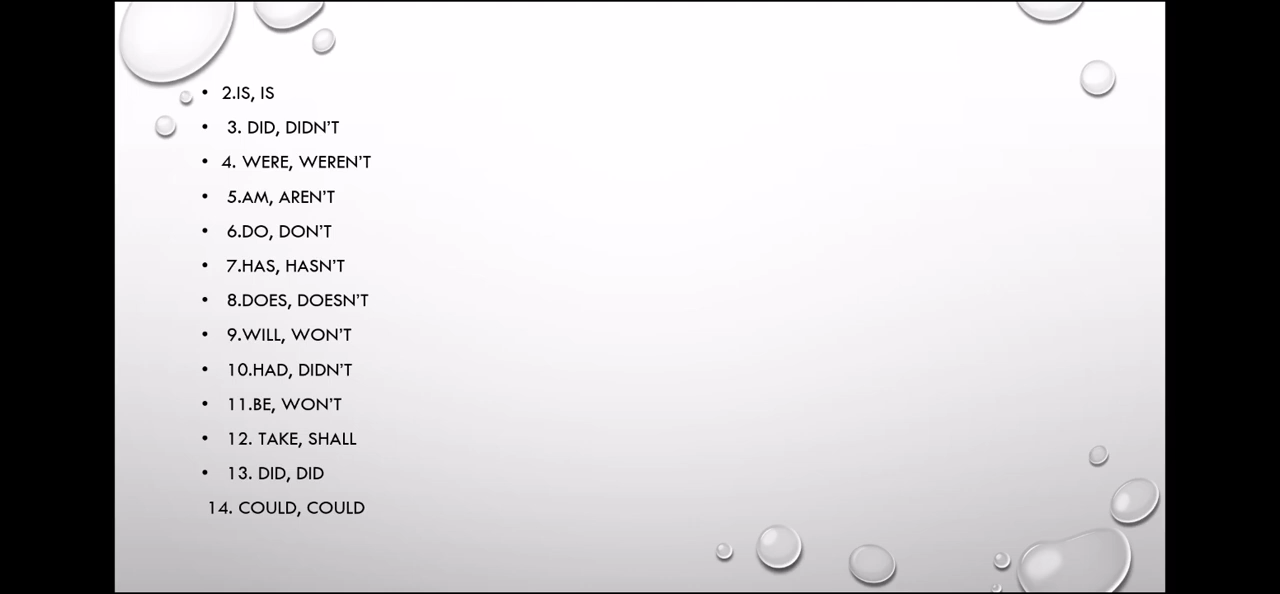 • 2.IS, IS
• 3. DID, DIDN'T
• 4. WERE, WEREN'T
• 5.AM, AREN'T
• 6.DO, DON'T
• 7.HAS, HASN'T
• 8.DOES, DOESN'T
• 9.WILL, WON'T
• 10.HAD, DIDN'T
• 11.BE, WON'T
• 12. TAKE, SHALL
• 13. DID, DID
14. COULD, COULD